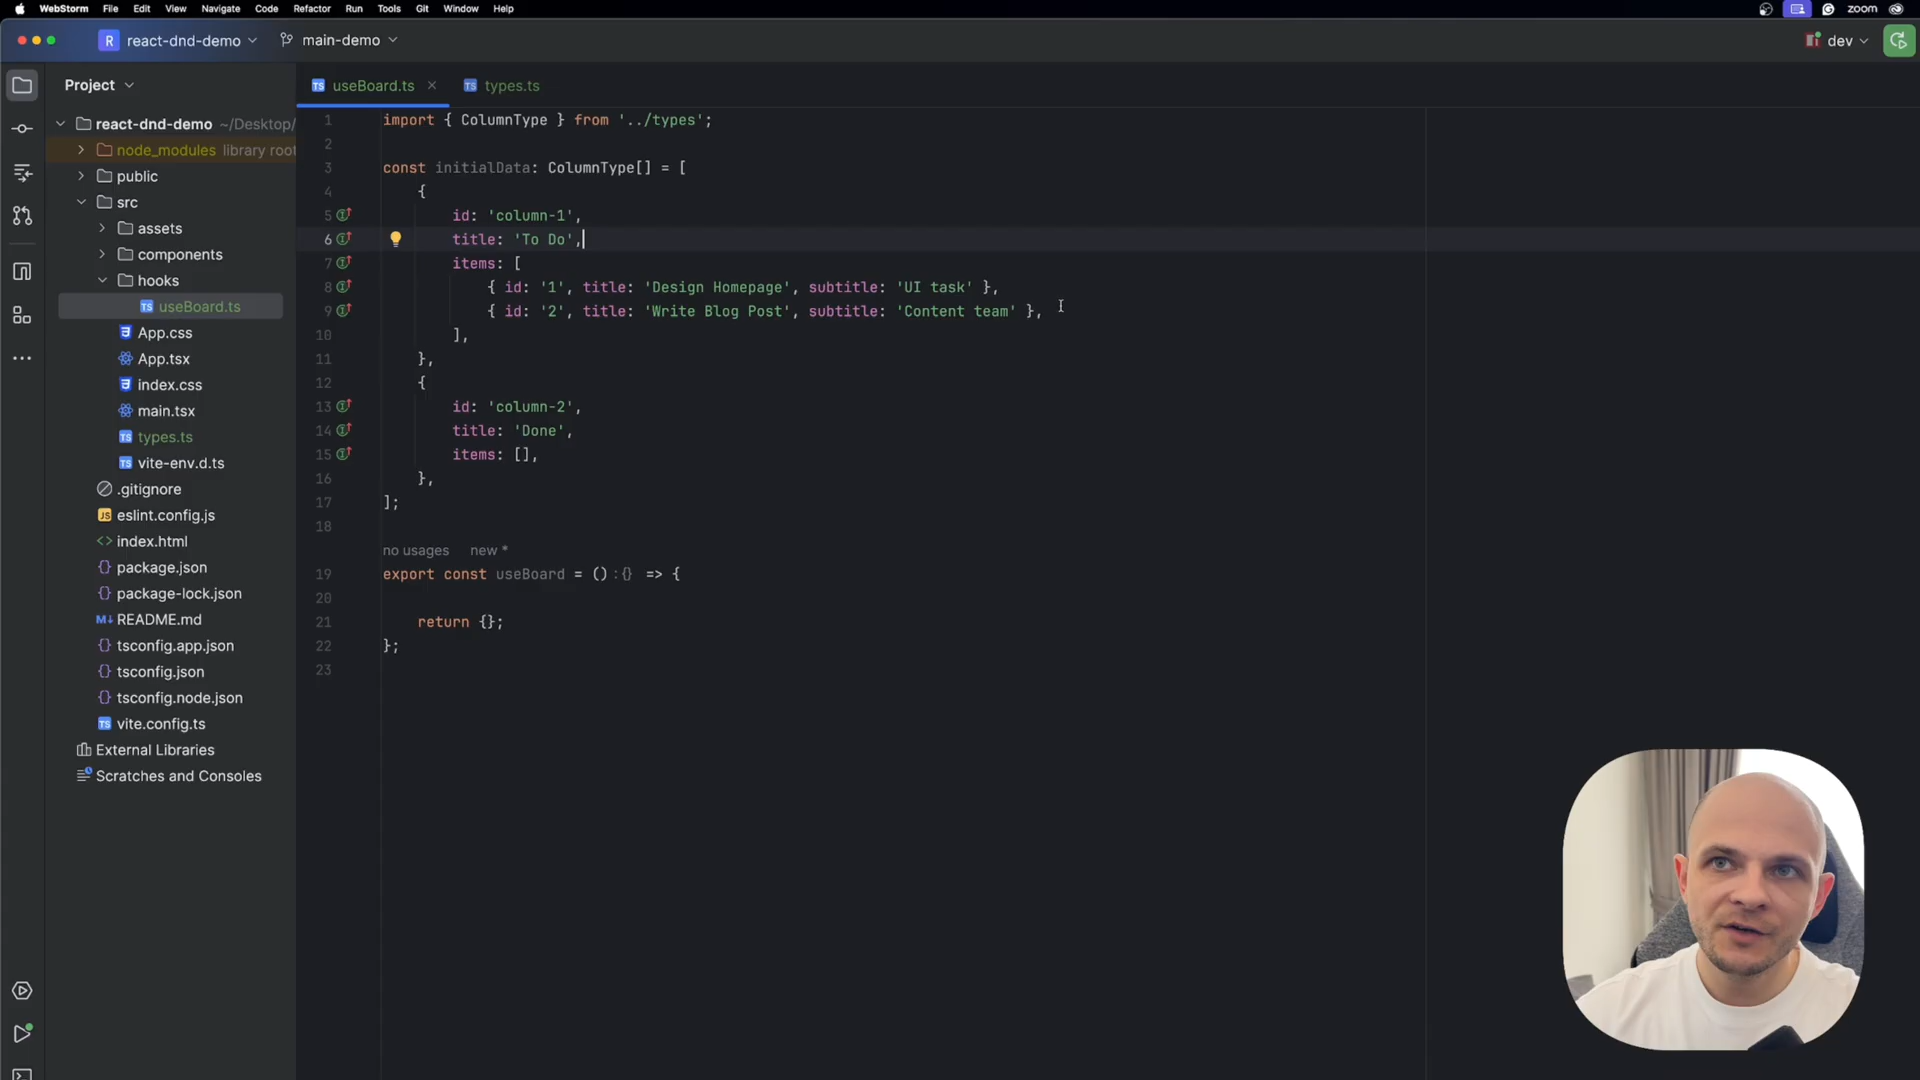 WebStorm File Edit View Navigate Code Refactor Run Tools Git Window Help zoom
R react-dnd-demo main-demo dev
Project
useBoard.ts
types.ts
react-dnd-demo ~/Desktop/
node_modules library root
public
src
assets
components
hooks
useBoard.ts
App.css
App.tsx
index.css
main.tsx
types.ts
vite-env.d.ts
.gitignore
eslint.config.js
index.html
package.json
package-lock.json
README.md
tsconfig.app.json
tsconfig.json
tsconfig.node.json
vite.config.ts
External Libraries
Scratches and Consoles
1 import { ColumnType } from '../types';
2
3 const initialData: ColumnType[] = [
4 {
5 id: 'column-1',
6 title: 'To Do',
7 items: [
8 { id: '1', title: 'Design Homepage', subtitle: 'UI task' },
9 { id: '2', title: 'Write Blog Post', subtitle: 'Content team' },
10 ],
11 },
12 {
13 id: 'column-2',
14 title: 'Done',
15 items: [],
16 },
17 ];
18
no usages new *
19 export const useBoard = () :{} => {
20
21 return {};
22 };
23